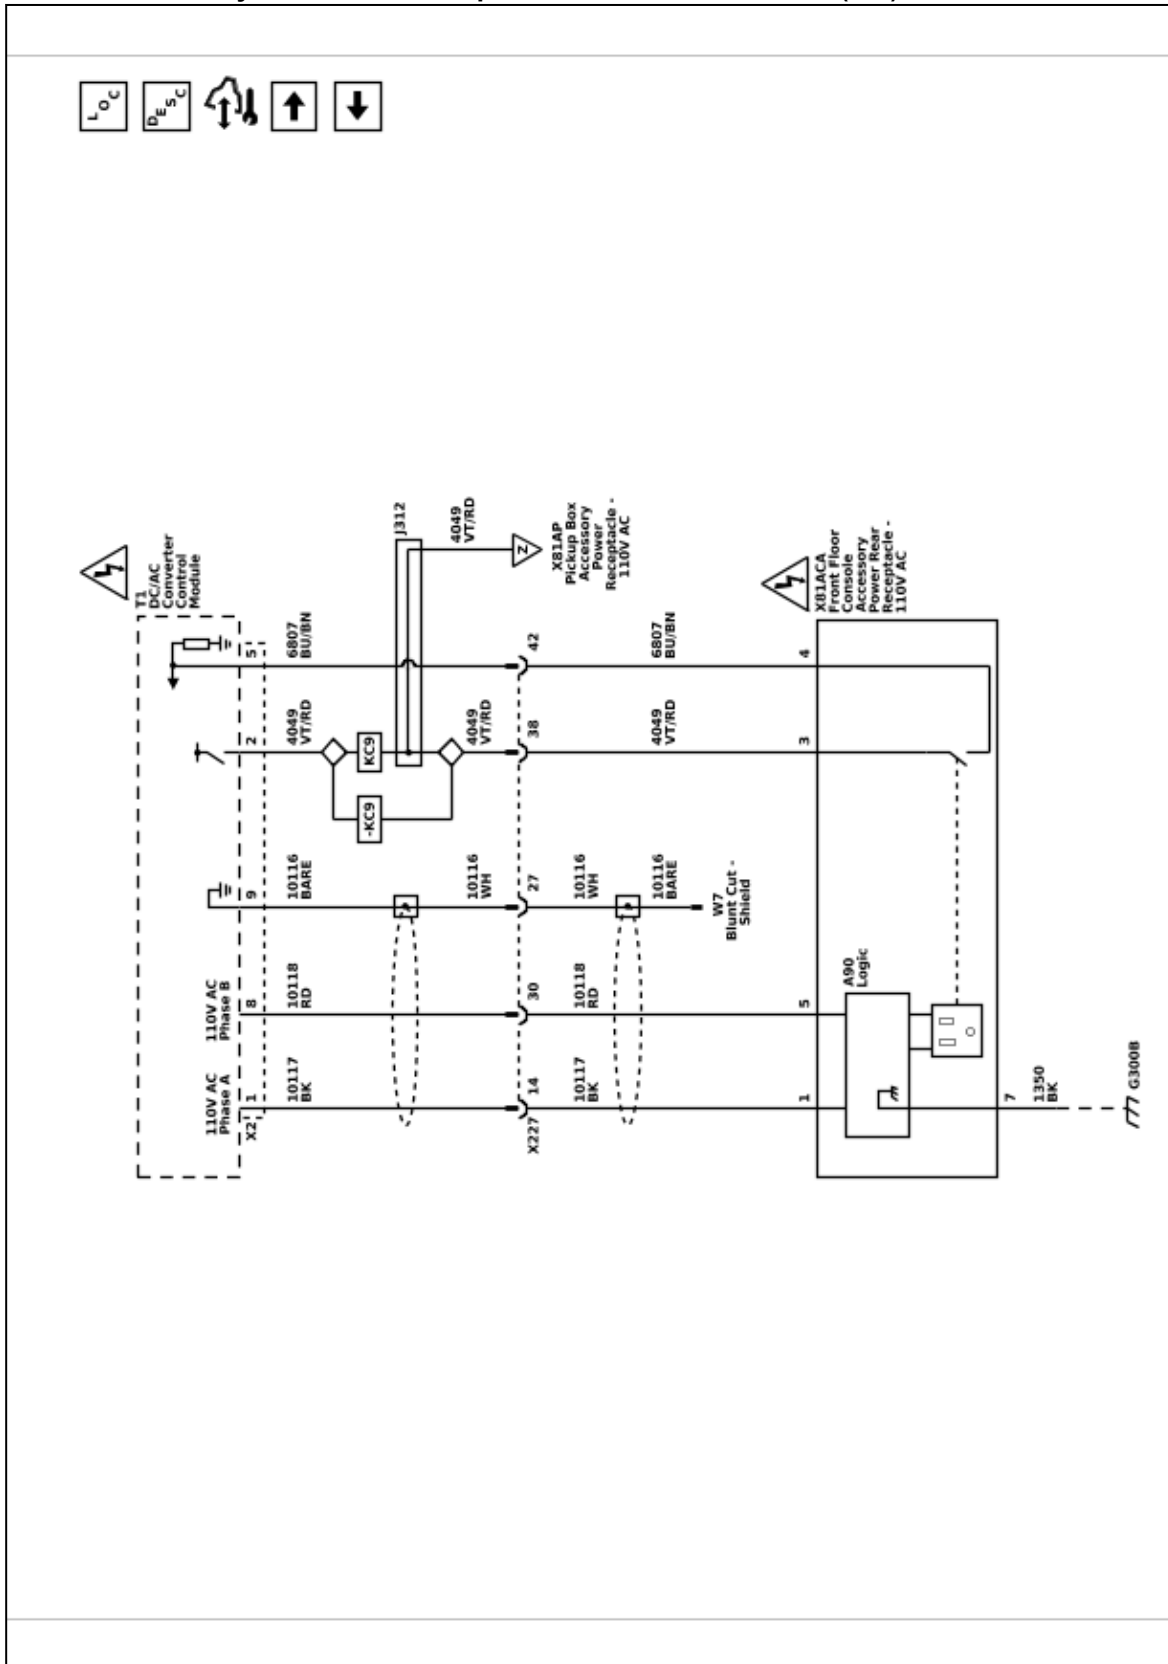 LOC
DESC
T1
DC/AC
Converter
Control
Module
110V AC
Phase A
110V AC
Phase B
X2
1
8
9
2
5
10117
BK
10118
RD
10116
BARE
4049
VT/RD
6807
BU/BN
-KC9
KC9
J312
10116
WH
4049
VT/RD
4049
VT/RD
Z
X81AP
Pickup Box
Accessory
Power
Receptacle -
110V AC
X227
14
30
27
38
42
10117
BK
10118
RD
10116
WH
10116
BARE
4049
VT/RD
6807
BU/BN
W7
Blunt Cut -
Shield
1
5
3
4
X81ACA
Front Floor
Console
Accessory
Power Rear
Receptacle -
110V AC
A90
Logic
7
1350
BK
G300B